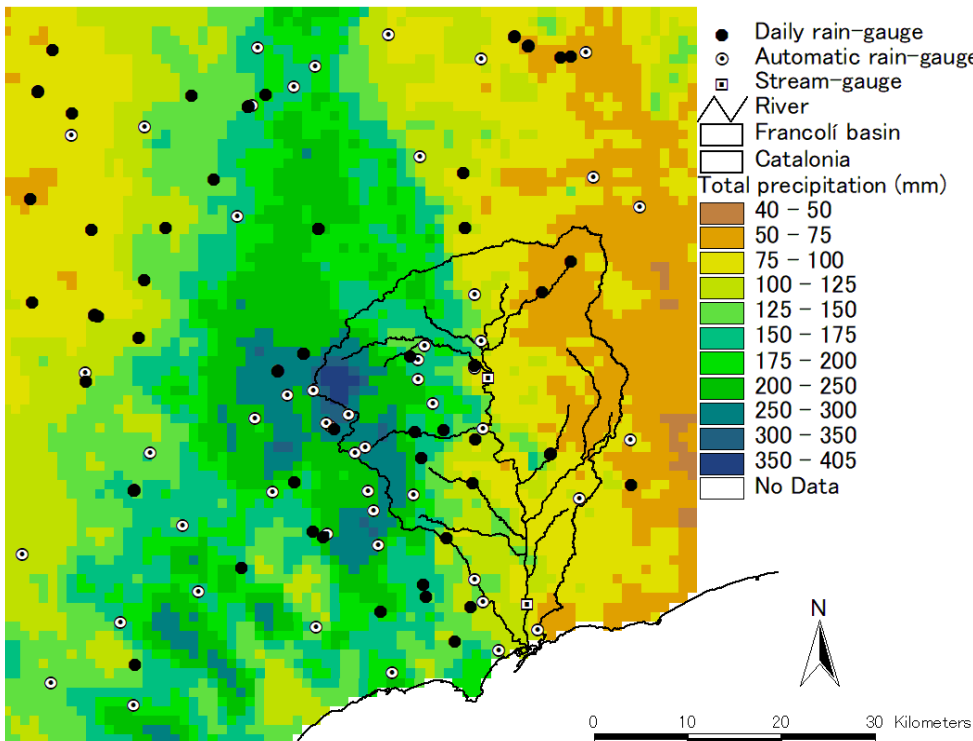 Daily rain-gauge
Automatic rain-gauge
Stream-gauge
River
Francolí basin
Catalonia
Total precipitation (mm)
40 - 50
50 - 75
75 - 100
100 - 125
125 - 150
150 - 175
175 - 200
200 - 250
250 - 300
300 - 350
350 - 405
No Data
N
0 10 20 30 Kilometers